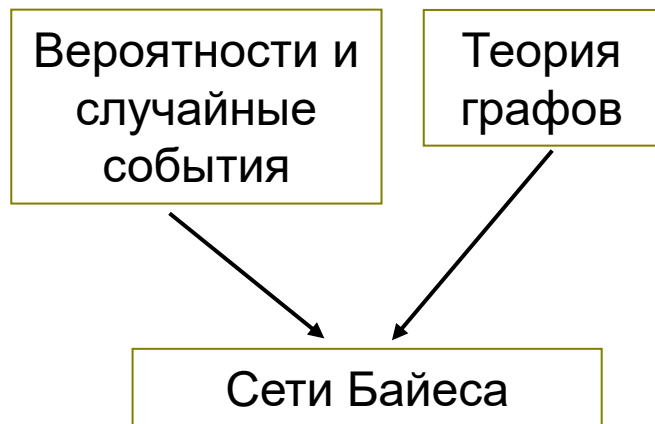 Вероятности и
случайные
события
Теория
графов
Сети Байеса